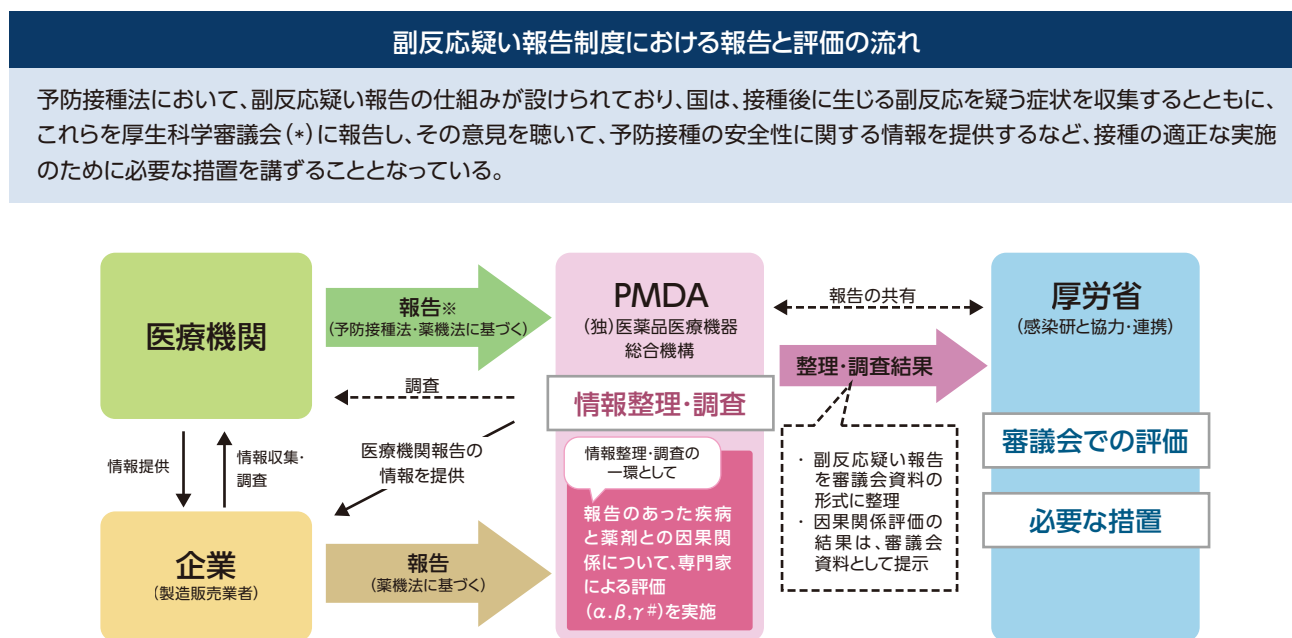 副反応疑い報告制度における報告と評価の流れ
予防接種法において、副反応疑い報告の仕組みが設けられており、国は、接種後に生じる副反応を疑う症状を収集するとともに、
これらを厚生科学審議会(*)に報告し、その意見を聴いて、予防接種の安全性に関する情報を提供するなど、接種の適正な実施
のために必要な措置を講ずることとなっている。
医療機関
報告※
(予防接種法・薬機法に基づく)
調査
情報提供
情報収集・
調査
医療機関報告の
情報を提供
企業
(製造販売業者)
報告
(薬機法に基づく)
PMDA
(独)医薬品医療機器
総合機構
情報整理・調査
情報整理・調査の
一環として
報告のあった疾病
と薬剤との因果関
係について、専門家
による評価
(α.β,γ#)を実施
報告の共有
整理・調査結果
・ 副反応疑い報告
を審議会資料の
形式に整理
・ 因果関係評価の
結果は、審議会
資料として提示
厚労省
(感染研と協力・連携)
審議会での評価
必要な措置